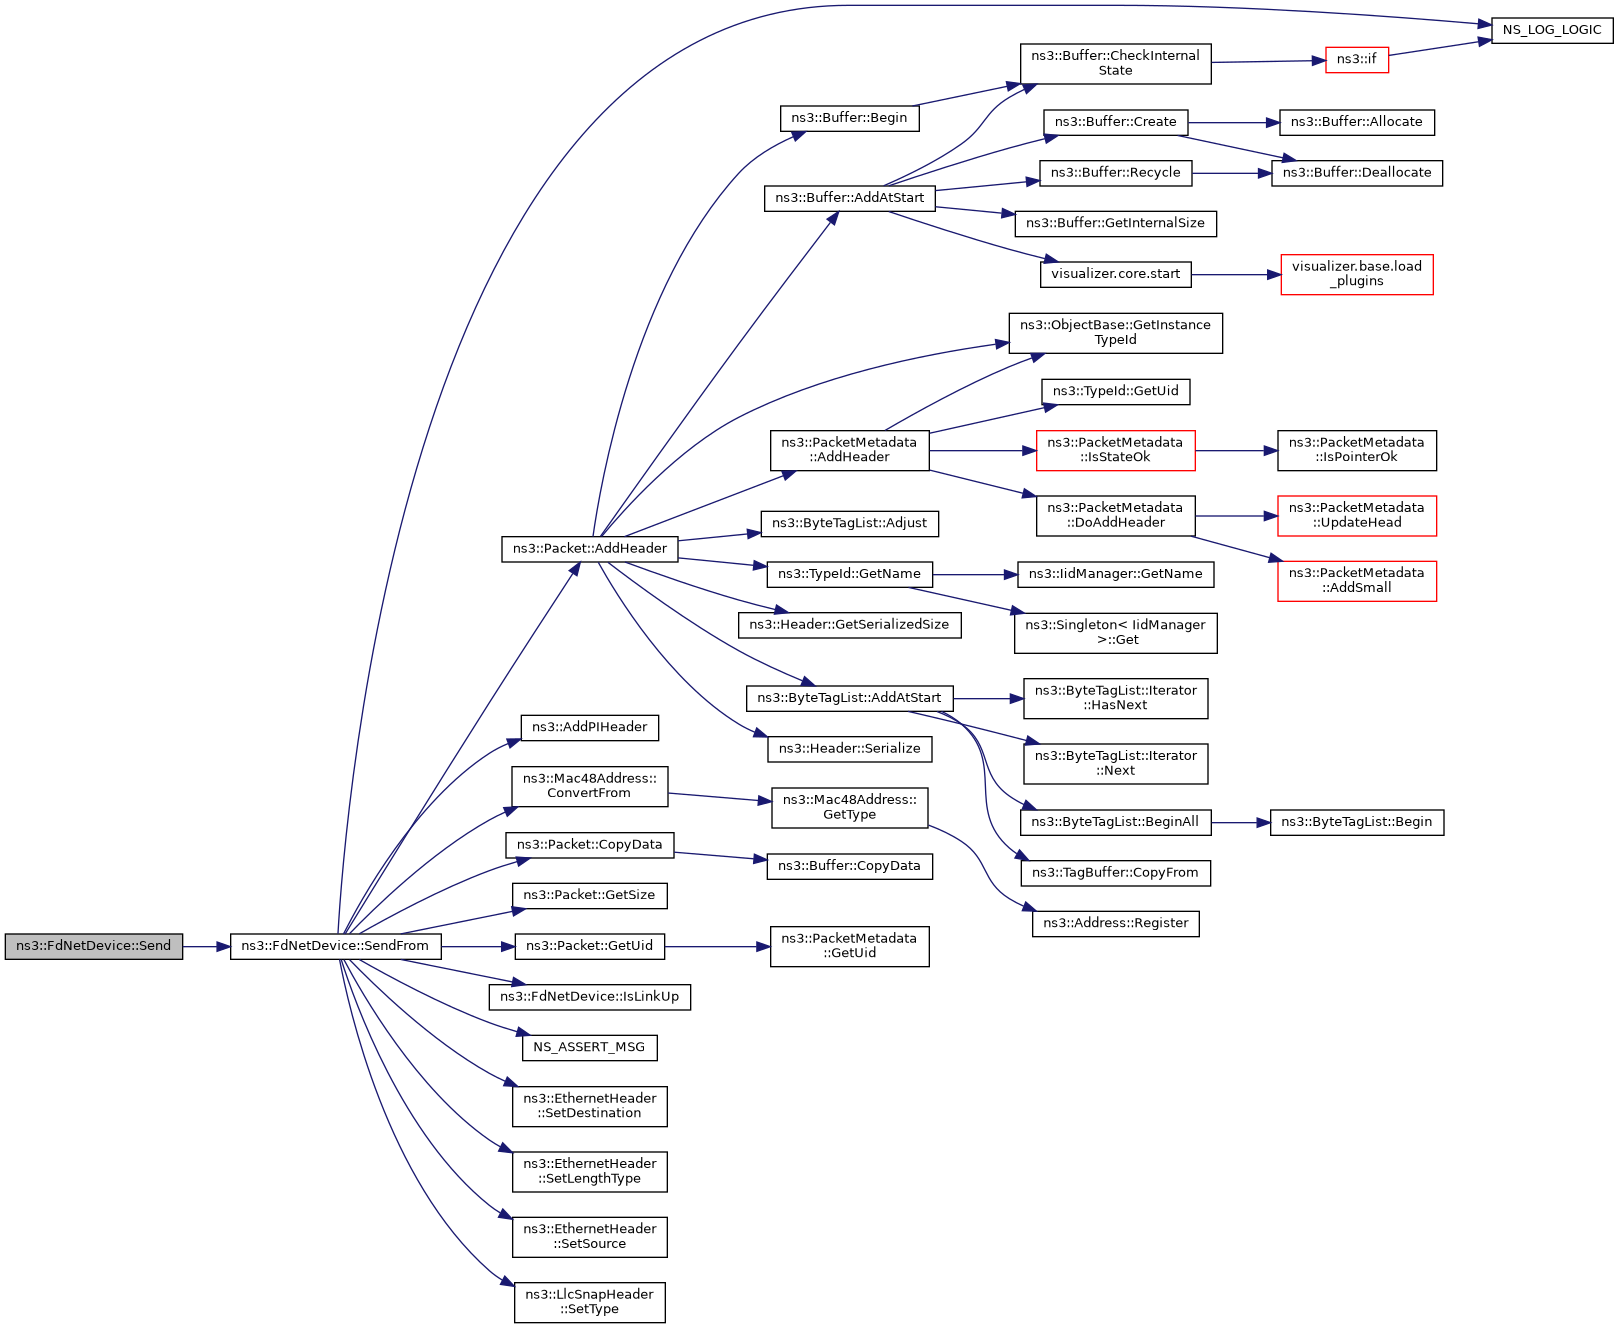 NS_LOG_LOGIC
ns3::Buffer::CheckInternal
State
ns3::if
ns3::Buffer::Begin
ns3::Buffer::Create
ns3::Buffer::Allocate
ns3::Buffer::Recycle
ns3::Buffer::Deallocate
ns3::Buffer::AddAtStart
ns3::Buffer::GetInternalSize
visualizer.core.start
visualizer.base.load
_plugins
ns3::ObjectBase::GetInstance
TypeId
ns3::TypeId::GetUid
ns3::PacketMetadata
::AddHeader
ns3::PacketMetadata
::IsStateOk
ns3::PacketMetadata
::IsPointerOk
ns3::PacketMetadata
::DoAddHeader
ns3::PacketMetadata
::UpdateHead
ns3::ByteTagList::Adjust
ns3::Packet::AddHeader
ns3::TypeId::GetName
ns3::IidManager::GetName
ns3::PacketMetadata
::AddSmall
ns3::Header::GetSerializedSize
ns3::Singleton< IidManager
>::Get
ns3::ByteTagList::AddAtStart
ns3::ByteTagList::Iterator
::HasNext
ns3::AddPIHeader
ns3::Header::Serialize
ns3::ByteTagList::Iterator
::Next
ns3::Mac48Address::
ConvertFrom
ns3::Mac48Address::
GetType
ns3::ByteTagList::BeginAll
ns3::ByteTagList::Begin
ns3::Packet::CopyData
ns3::Buffer::CopyData
ns3::TagBuffer::CopyFrom
ns3::Packet::GetSize
ns3::Address::Register
ns3::FdNetDevice::Send
ns3::FdNetDevice::SendFrom
ns3::Packet::GetUid
ns3::PacketMetadata
::GetUid
ns3::FdNetDevice::IsLinkUp
NS_ASSERT_MSG
ns3::EthernetHeader
::SetDestination
ns3::EthernetHeader
::SetLengthType
ns3::EthernetHeader
::SetSource
ns3::LlcSnapHeader
::SetType